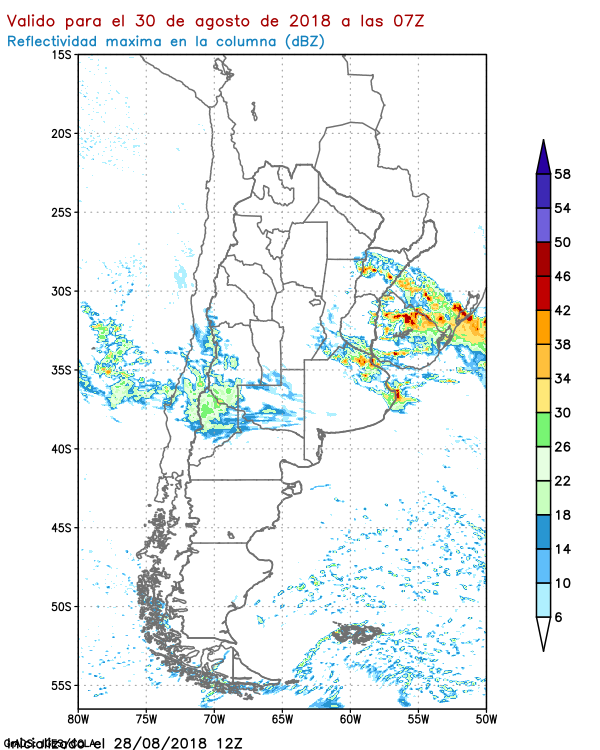 Valido para el 30 de agosto de 2018 a las 07Z
Reflectividad maxima en la columna (dBZ)
15S
20S
25S
30S
35S
40S
45S
50S
55S
80W 75W 70W 65W 60W 55W 50W
58
54
50
46
42
38
34
30
26
22
18
14
10
6
Inicializado el 28/08/2018 12Z